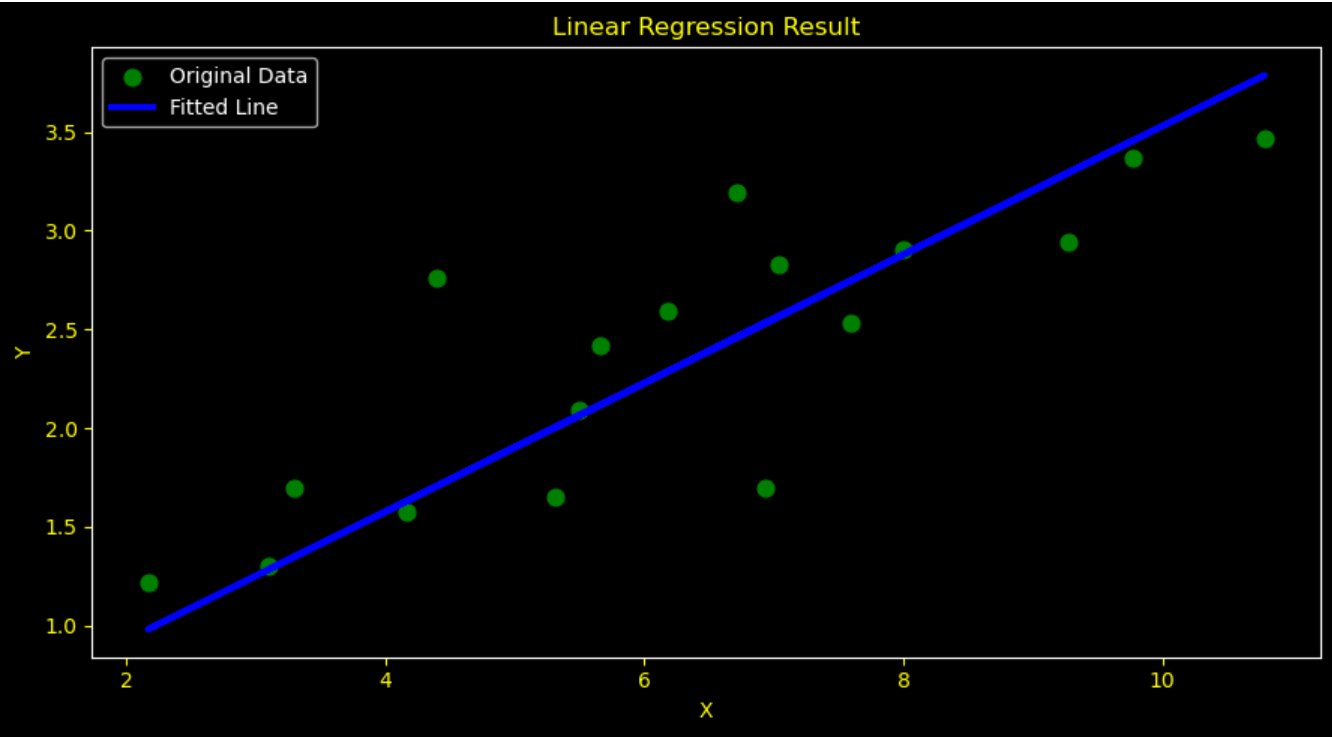 Linear Regression Result
Original Data
Fitted Line
3.5
3.0
2.5
2.0
1.5
1.0
Y
2 4 6 8 10
X